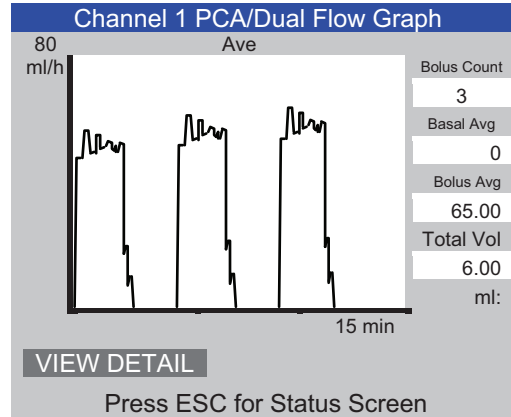 Channel 1 PCA/Dual Flow Graph
80
Ave
ml/h
Bolus Count
3
Basal Avg
0
Bolus Avg
65.00
Total Vol
6.00
ml:
15 min
VIEW DETAIL
Press ESC for Status Screen